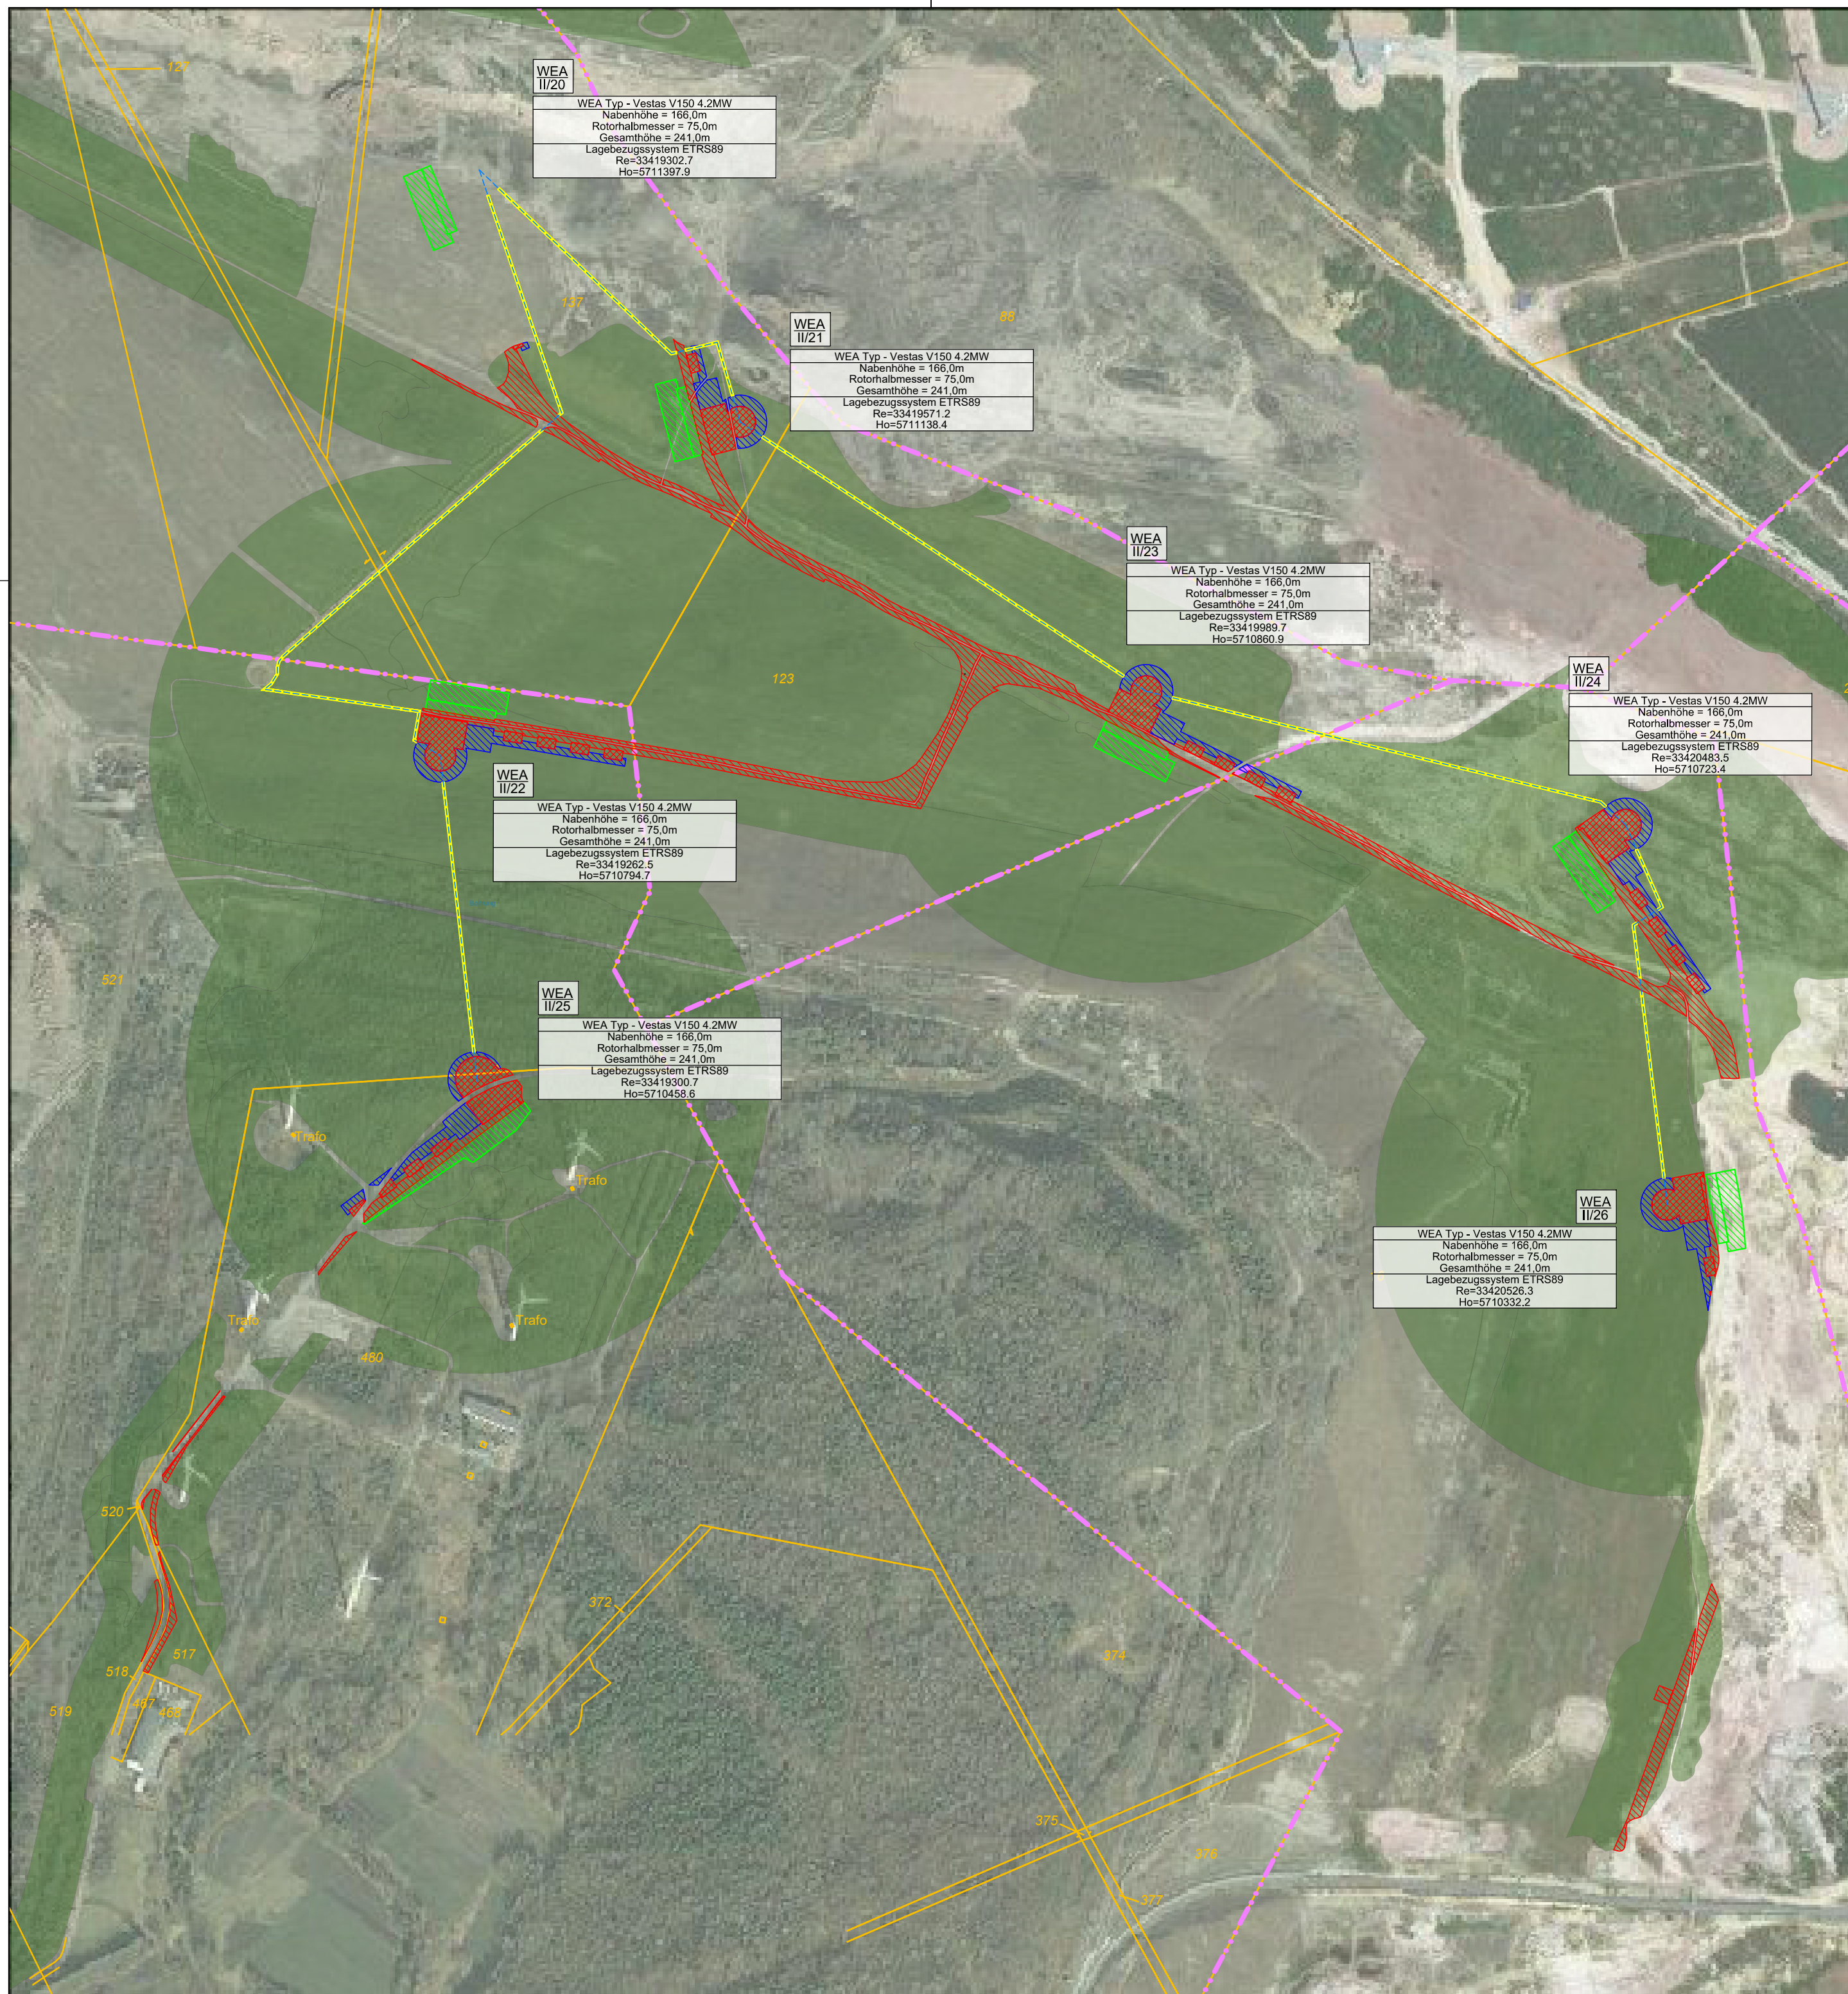 127
WEA
II/20
WEA Typ - Vestas V150 4.2MW
Nabenhöhe = 166,0m
Rotorhalbmesser = 75,0m
Gesamthöhe = 241,0m
Lagebezugssystem ETRS89
Re=33419302.7
Ho=5711397.9
137
88
WEA
II/21
WEA Typ - Vestas V150 4.2MW
Nabenhöhe = 166,0m
Rotorhalbmesser = 75,0m
Gesamthöhe = 241,0m
Lagebezugssystem ETRS89
Re=33419571.2
Ho=5711138.4
WEA
II/23
WEA Typ - Vestas V150 4.2MW
Nabenhöhe = 166,0m
Rotorhalbmesser = 75,0m
Gesamthöhe = 241,0m
Lagebezugssystem ETRS89
Re=33419989.7
Ho=5710860.9
123
WEA
II/24
WEA Typ - Vestas V150 4.2MW
Nabenhöhe = 166,0m
Rotorhalbmesser = 75,0m
Gesamthöhe = 241,0m
Lagebezugssystem ETRS89
Re=33420483.5
Ho=5710723.4
WEA
II/22
WEA Typ - Vestas V150 4.2MW
Nabenhöhe = 166,0m
Rotorhalbmesser = 75,0m
Gesamthöhe = 241,0m
Lagebezugssystem ETRS89
Re=33419262.5
Ho=5710794.7
521
WEA
II/25
WEA Typ - Vestas V150 4.2MW
Nabenhöhe = 166,0m
Rotorhalbmesser = 75,0m
Gesamthöhe = 241,0m
Lagebezugssystem ETRS89
Re=33419300.7
Ho=5710458.6
Trafo
Trafo
WEA
II/26
WEA Typ - Vestas V150 4.2MW
Nabenhöhe = 166,0m
Rotorhalbmesser = 75,0m
Gesamthöhe = 241,0m
Lagebezugssystem ETRS89
Re=33420526.3
Ho=5710332.2
Trafo
Trafo
480
520
372
517
374
518
467
468
519
375
376
377